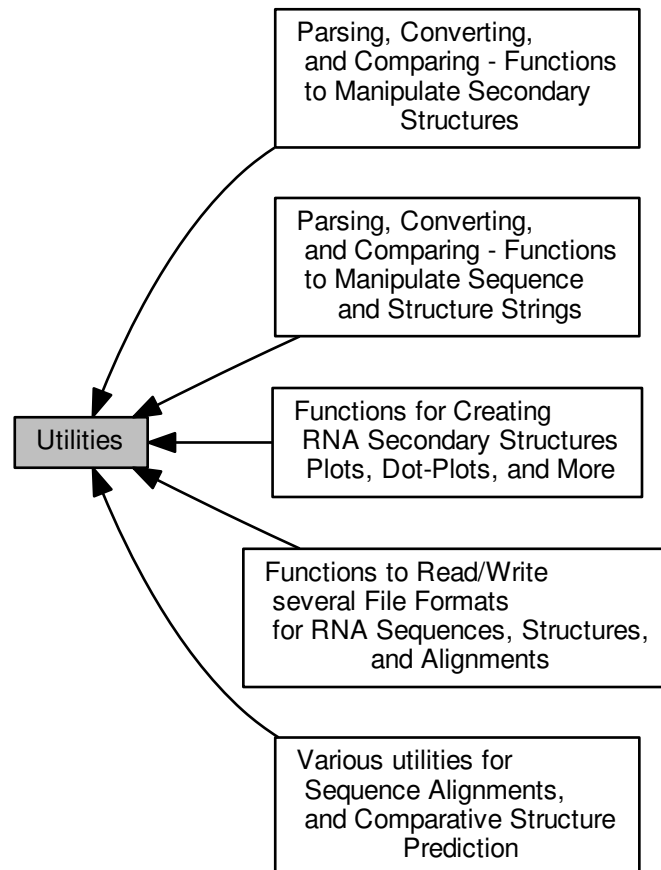 Parsing, Converting,
and Comparing - Functions
to Manipulate Secondary
Structures
Parsing, Converting,
and Comparing - Functions
to Manipulate Sequence
and Structure Strings
Utilities
Functions for Creating
RNA Secondary Structures
Plots, Dot-Plots, and More
Functions to Read/Write
several File Formats
for RNA Sequences, Structures,
and Alignments
Various utilities for
Sequence Alignments,
and Comparative Structure
Prediction